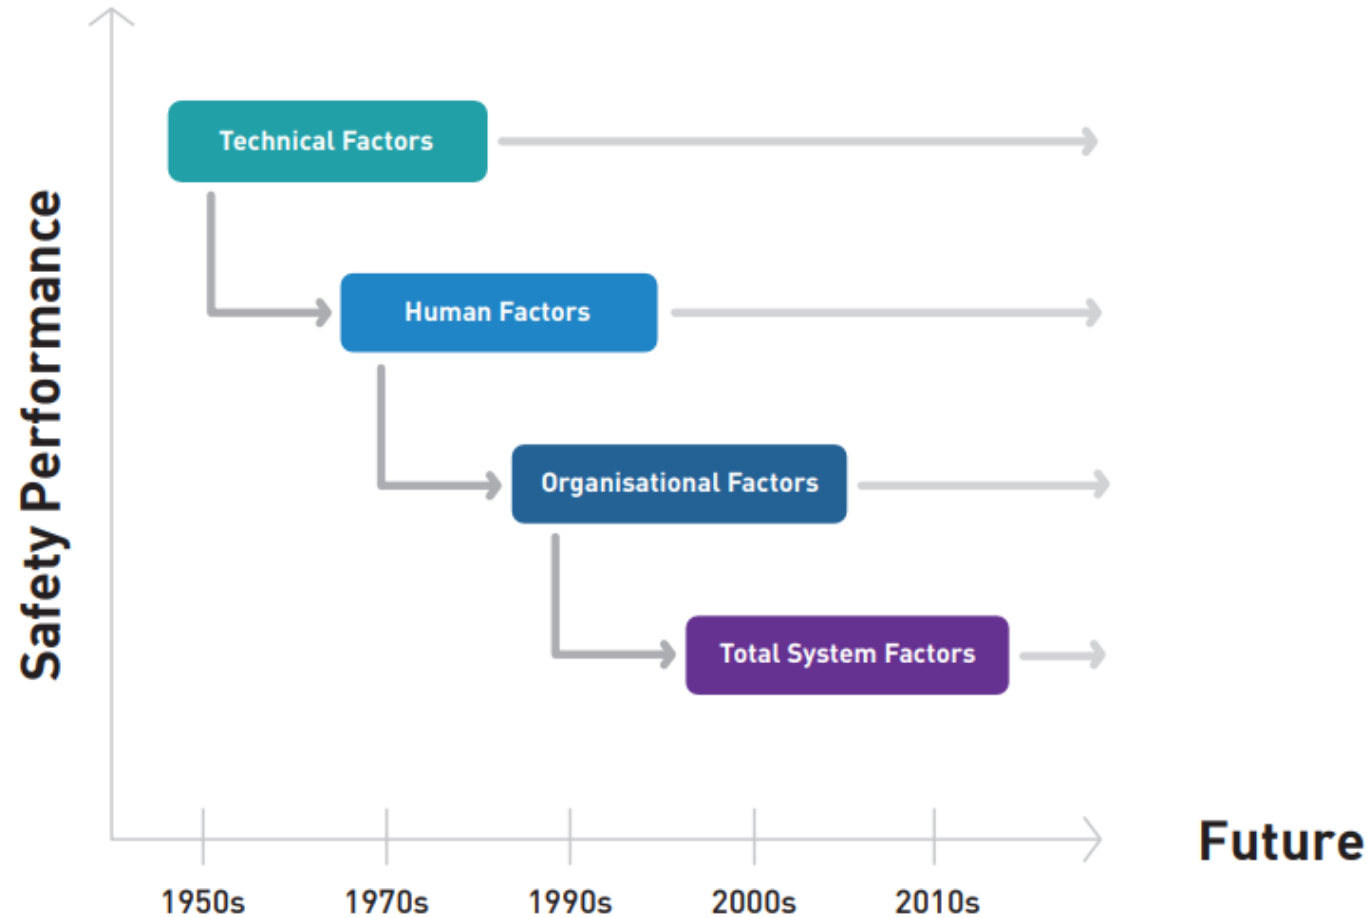 Safety Performance
Technical Factors
Human Factors
Organisational Factors
Total System Factors
Future
1950s
1970s
1990s
2000s
2010s